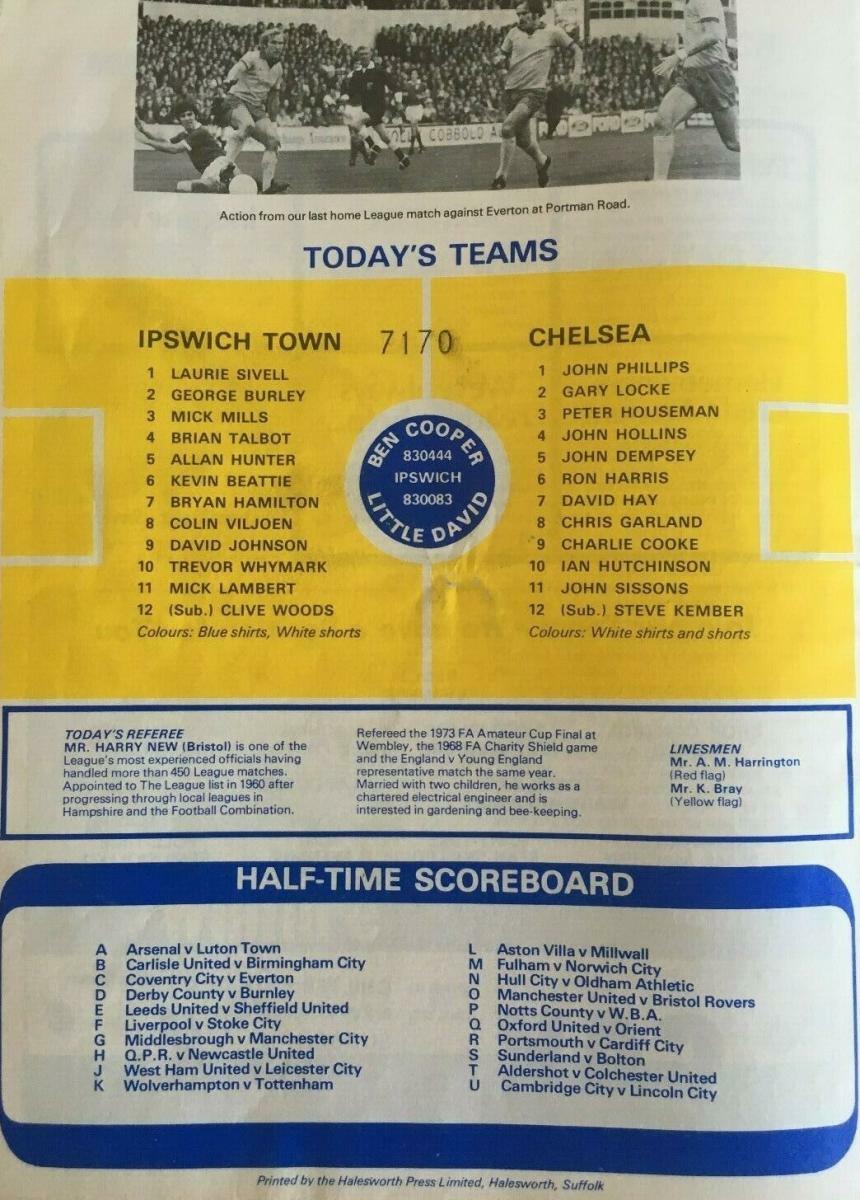 COBBOLD
Action from our last home League match against Everton at Portman Road.
TODAY'S TEAMS
IPSWICH TOWN
7170
1 LAURIE SIVELL
2 GEORGE BURLEY
3 MICK MILLS
4 BRIAN TALBOT
5 ALLAN HUNTER
6 KEVIN BEATTIE
7 BRYAN HAMILTON
8 COLIN VILJOEN
9 DAVID JOHNSON
10 TREVOR WHYMARK
11 MICK LAMBERT
12 (Sub.) CLIVE WOODS
Colours: Blue shirts, White shorts
BEN COOPER
830444
IPSWICH
830083
LITTLE DAVID
CHELSEA
1 JOHN PHILLIPS
2 GARY LOCKE
3 PETER HOUSEMAN
4 JOHN HOLLINS
5 JOHN DEMPSEY
6 RON HARRIS
7 DAVID HAY
8 CHRIS GARLAND
9 CHARLIE COOKE
10 IAN HUTCHINSON
11 JOHN SISSONS
12 (Sub.) STEVE KEMBER
Colours: White shirts and shorts
TODAY'S REFEREE
MR. HARRY NEW (Bristol) is one of the
League's most experienced officials having
handled more than 450 League matches.
Appointed to The League list in 1960 after
progressing through local leagues in
Hampshire and the Football Combination.
Refereed the 1973 FA Amateur Cup Final at
Wembley, the 1968 FA Charity Shield game
and the England v Young England
representative match the same year.
Married with two children, he works as a
chartered electrical engineer and is
interested in gardening and bee-keeping.
LINESMEN
Mr. A. M. Harrington
(Red flag)
Mr. K. Bray
(Yellow flag)
HALF-TIME SCOREBOARD
A Arsenal v Luton Town
B Carlisle United v Birmingham City
C Coventry City v Everton
D Derby County v Burnley
E Leeds United v Sheffield United
F Liverpool v Stoke City
G Middlesbrough v Manchester City
H Q.P.R. v Newcastle United
J West Ham United v Leicester City
K Wolverhampton v Tottenham
L Aston Villa v Millwall
M Fulham v Norwich City
N Hull City v Oldham Athletic
O Manchester United v Bristol Rovers
P Notts County v W.B.A.
Q Oxford United v Orient
R Portsmouth v Cardiff City
S Sunderland v Bolton
T Aldershot v Colchester United
U Cambridge City v Lincoln City
Printed by the Halesworth Press Limited, Halesworth, Suffolk